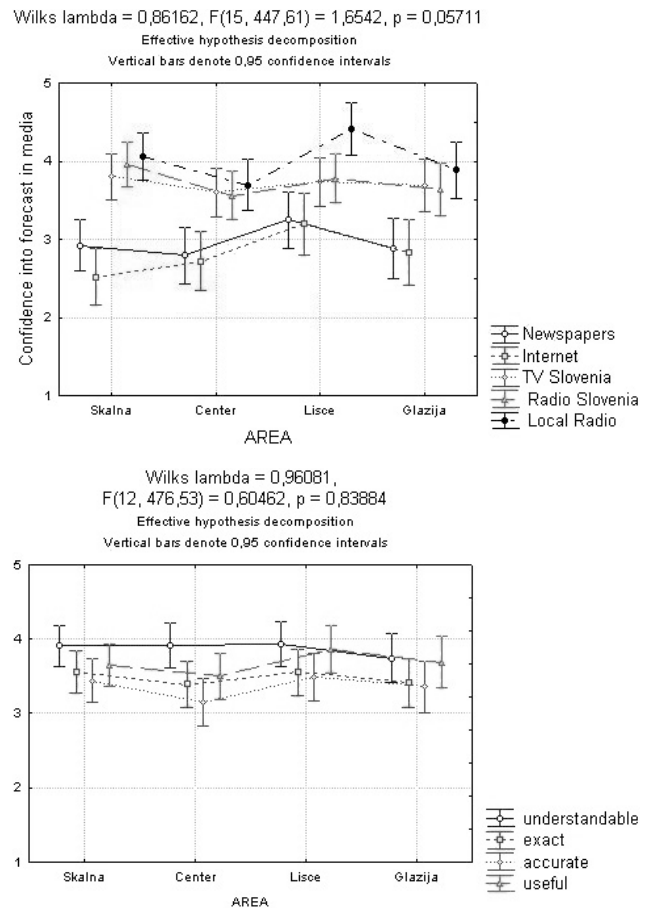 Wilks lambda = 0,86162, F(15, 447,61) = 1,6542, p = 0,05711
Effective hypothesis decomposition
Vertical bars denote 0,95 confidence intervals
5
4
3
2
1
Confidence into forecast in media
Skalna Center Lisce Glazija
AREA
Newspapers
Internet
TV Slovenia
Radio Slovenia
Local Radio
Wilks lambda = 0,96081,
F(12, 476,53) = 0,60462, p = 0,83884
Effective hypothesis decomposition
Vertical bars denote 0,95 confidence intervals
5
4
3
2
1
Skalna Center Lisce Glazija
AREA
understandable
exact
accurate
useful